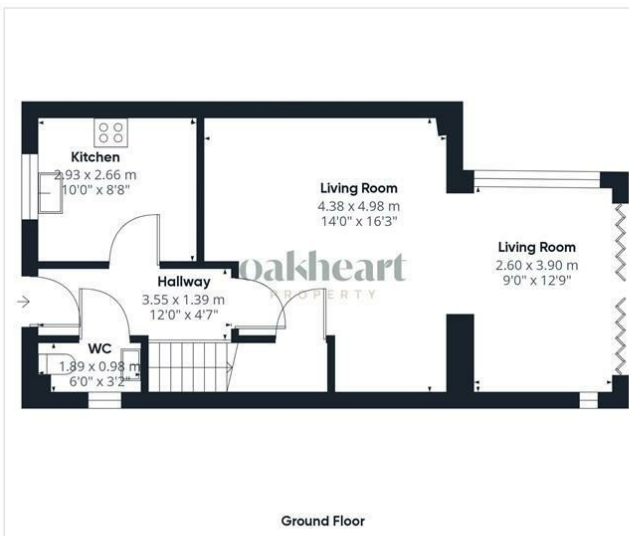 Kitchen
2.93 x 2.66 m
10'0" x 8'8"
Living Room
4.38 x 4.98 m
14'0" x 16'3"
Living Room
2.60 x 3.90 m
9'0" x 12'9"
oakheart
PROPERTY
Hallway
3.55 x 1.39 m
12'0" x 4'7"
WC
1.89 x 0.98 m
6'0" x 3'2"
Ground Floor